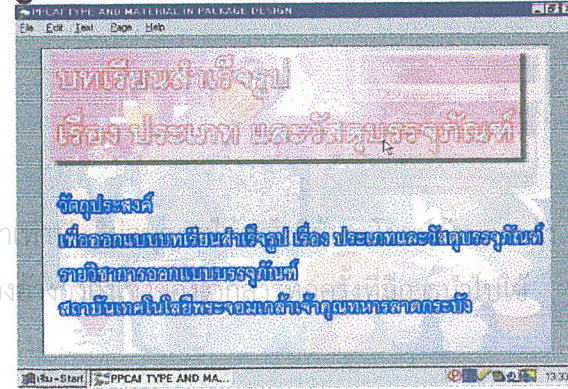 PPCAI TYPE AND MATERIAL IN PACKAGE DESIGN
File Edit Text Page Help
บทเรียนสำเร็จรูป
เรื่อง ประเภท และวัสดุบรรจุภัณฑ์
วัตถุประสงค์
เพื่อออกแบบบทเรียนสำเร็จรูป เรื่อง ประเภทและวัสดุบรรจุภัณฑ์
รายวิชาการออกแบบบรรจุภัณฑ์
สถาบันเทคโนโลยีพระจอมเกล้าเจ้าคุณทหารลาดกระบัง
เริ่ม-Start PPCAI TYPE AND MA... 13:33